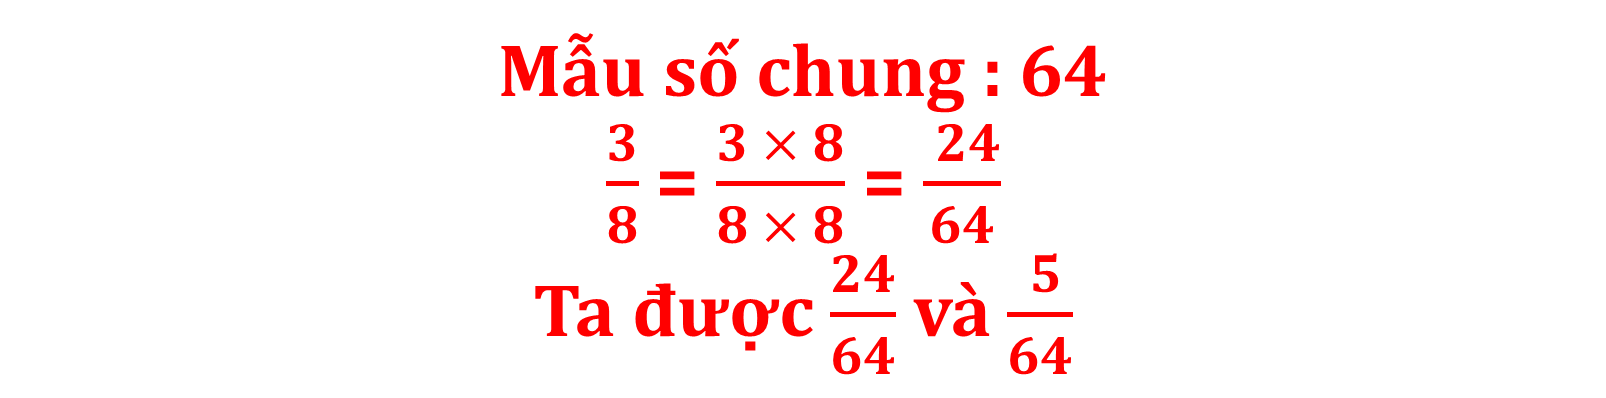 Mẫu số chung : 64
3/8 = 3 × 8/8 × 8 = 24/64
Ta được 24/64 và 5/64